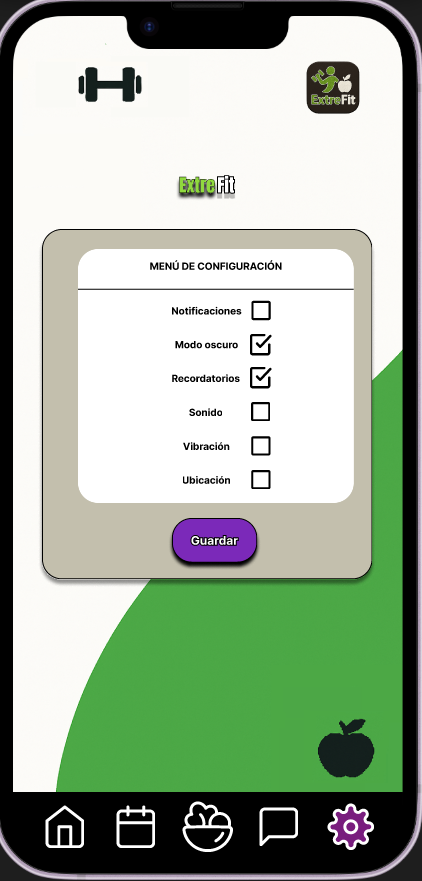 ExtreFit
ExtreFit
MENÚ DE CONFIGURACIÓN
Notificaciones
Modo oscuro
Recordatorios
Sonido
Vibración
Ubicación
Guardar